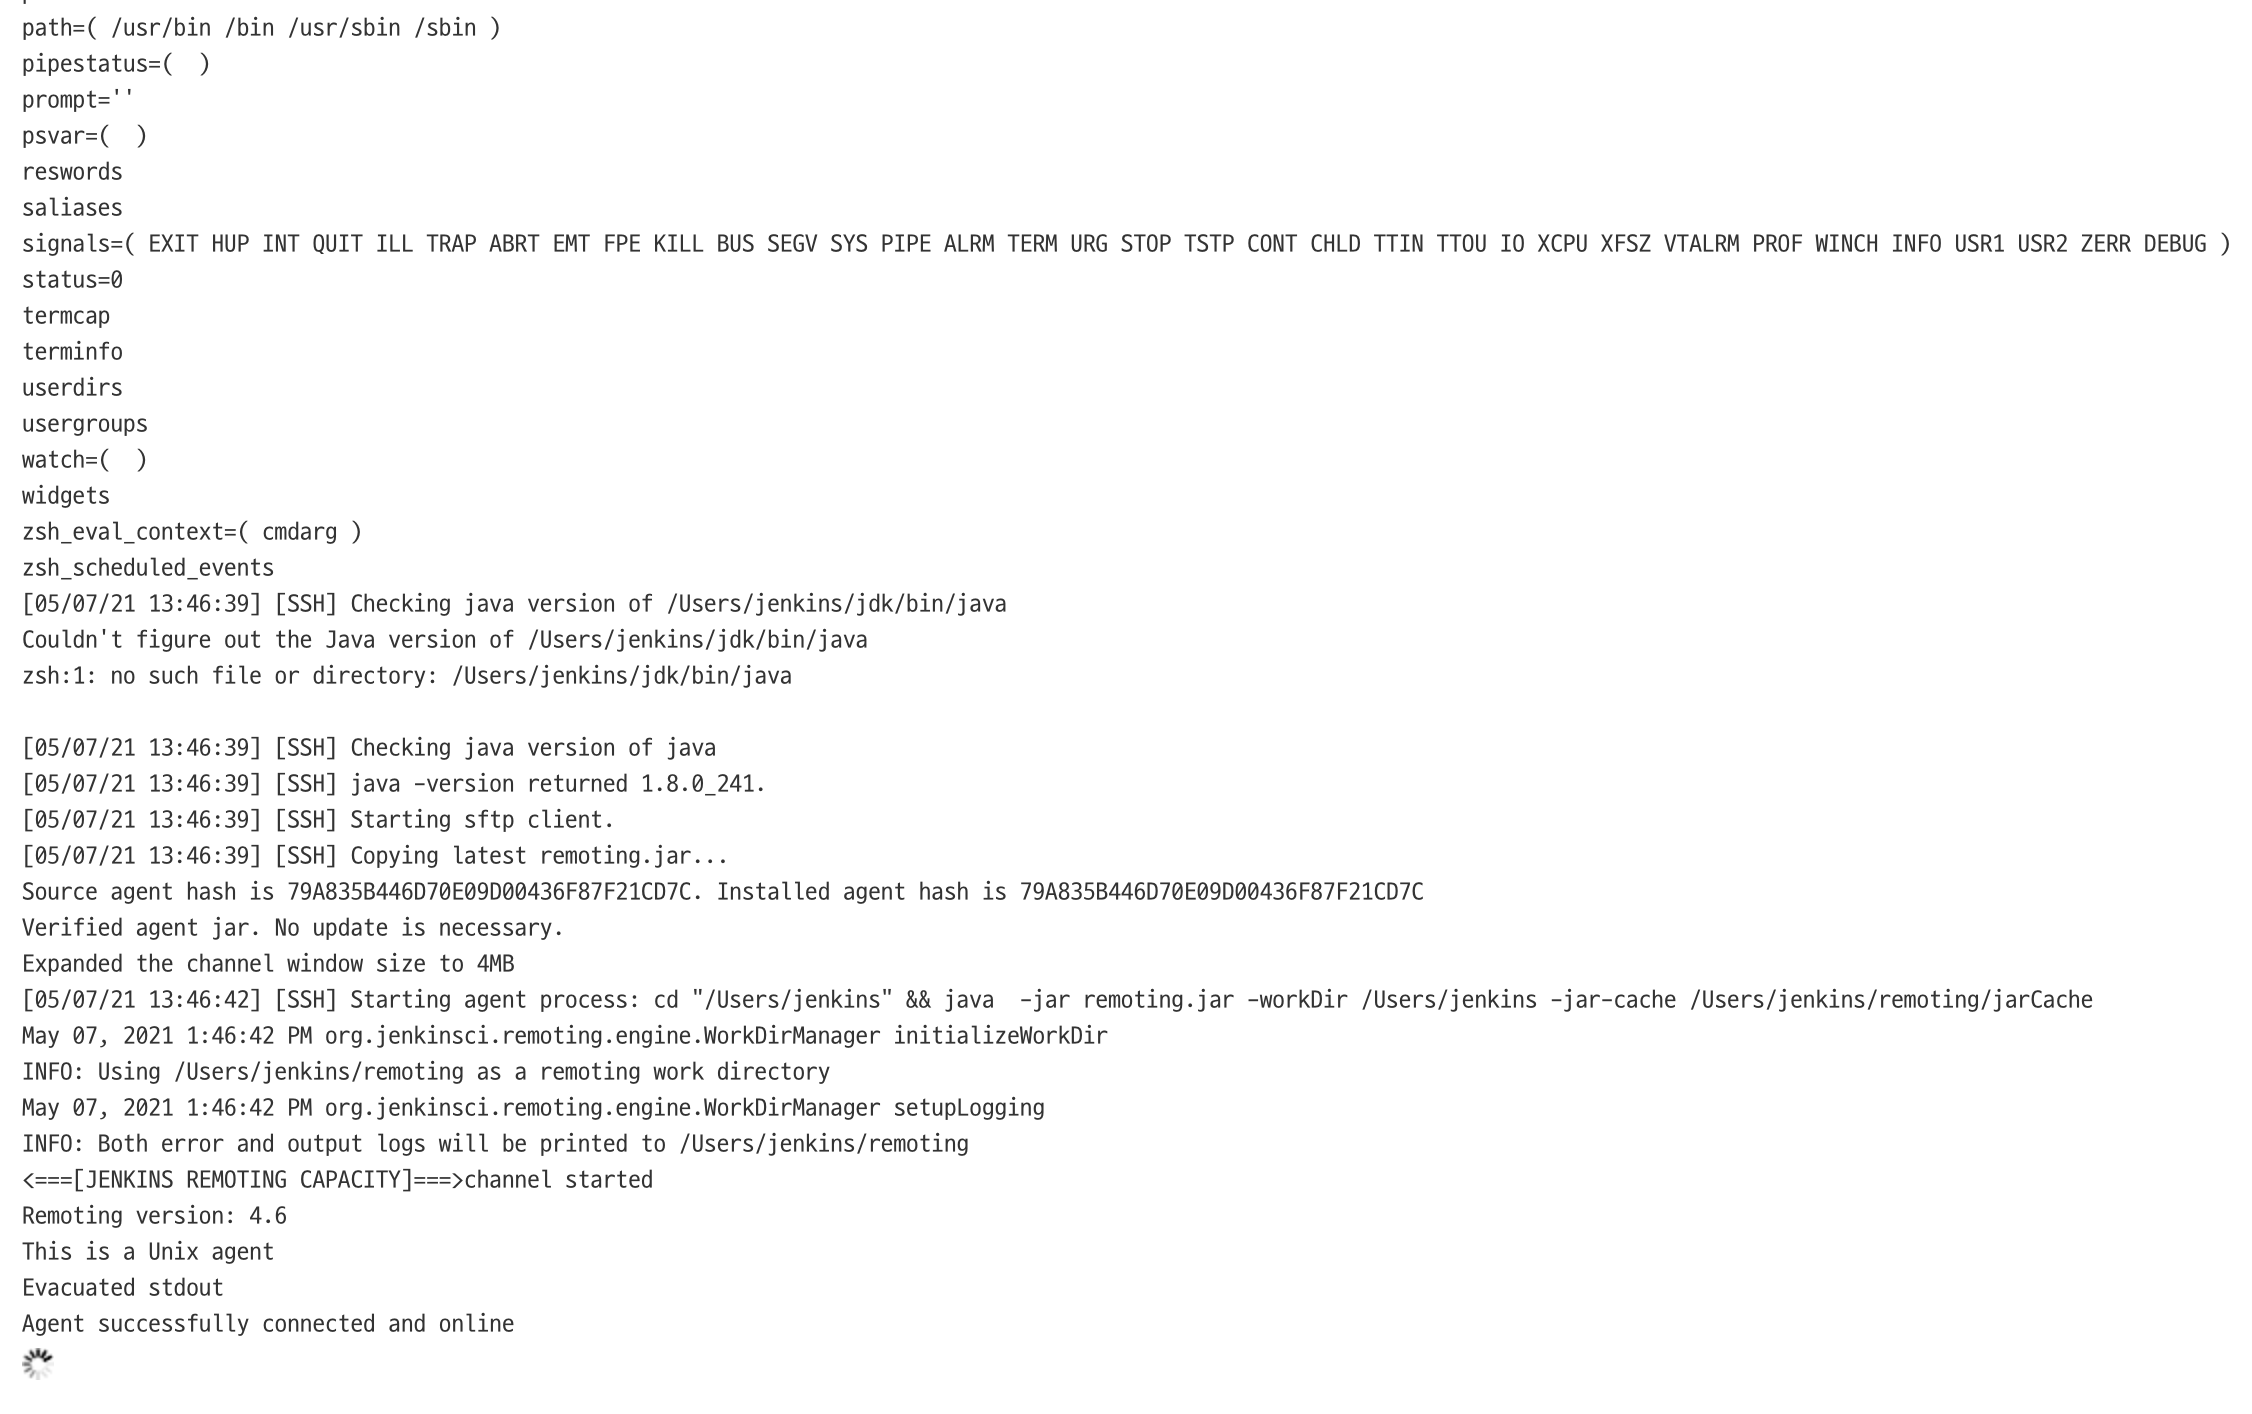 path=( /usr/bin /bin /usr/sbin /sbin )
pipestatus=(  )
prompt=''
psvar=(  )
reswords
saliases
signals=( EXIT HUP INT QUIT ILL TRAP ABRT EMT FPE KILL BUS SEGV SYS PIPE ALRM TERM URG STOP TSTP CONT CHLD TTIN TTOU IO XCPU XFSZ VTALRM PROF WINCH INFO USR1 USR2 ZERR DEBUG )
status=0
termcap
terminfo
userdirs
usergroups
watch=(  )
widgets
zsh_eval_context=( cmdarg )
zsh_scheduled_events
[05/07/21 13:46:39] [SSH] Checking java version of /Users/jenkins/jdk/bin/java
Couldn't figure out the Java version of /Users/jenkins/jdk/bin/java
zsh:1: no such file or directory: /Users/jenkins/jdk/bin/java

[05/07/21 13:46:39] [SSH] Checking java version of java
[05/07/21 13:46:39] [SSH] java -version returned 1.8.0_241.
[05/07/21 13:46:39] [SSH] Starting sftp client.
[05/07/21 13:46:39] [SSH] Copying latest remoting.jar...
Source agent hash is 79A835B446D70E09D00436F87F21CD7C. Installed agent hash is 79A835B446D70E09D00436F87F21CD7C
Verified agent jar. No update is necessary.
Expanded the channel window size to 4MB
[05/07/21 13:46:42] [SSH] Starting agent process: cd "/Users/jenkins" && java  -jar remoting.jar -workDir /Users/jenkins -jar-cache /Users/jenkins/remoting/jarCache
May 07, 2021 1:46:42 PM org.jenkinsci.remoting.engine.WorkDirManager initializeWorkDir
INFO: Using /Users/jenkins/remoting as a remoting work directory
May 07, 2021 1:46:42 PM org.jenkinsci.remoting.engine.WorkDirManager setupLogging
INFO: Both error and output logs will be printed to /Users/jenkins/remoting
<===[JENKINS REMOTING CAPACITY]===>channel started
Remoting version: 4.6
This is a Unix agent
Evacuated stdout
Agent successfully connected and online